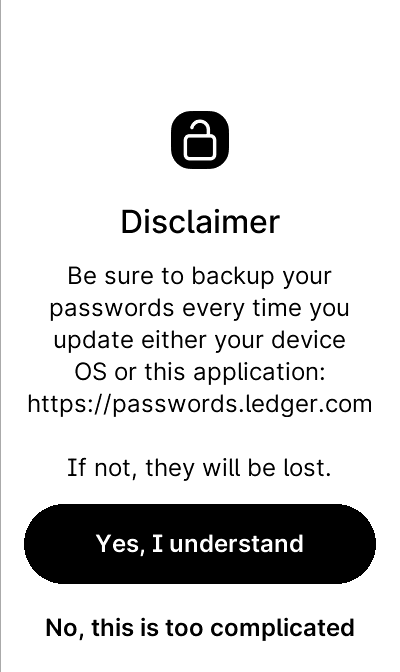 Disclaimer
Be sure to backup your
passwords every time you
update either your device
OS or this application:
https://passwords.ledger.com
If not, they will be lost.
Yes, I understand
No, this is too complicated